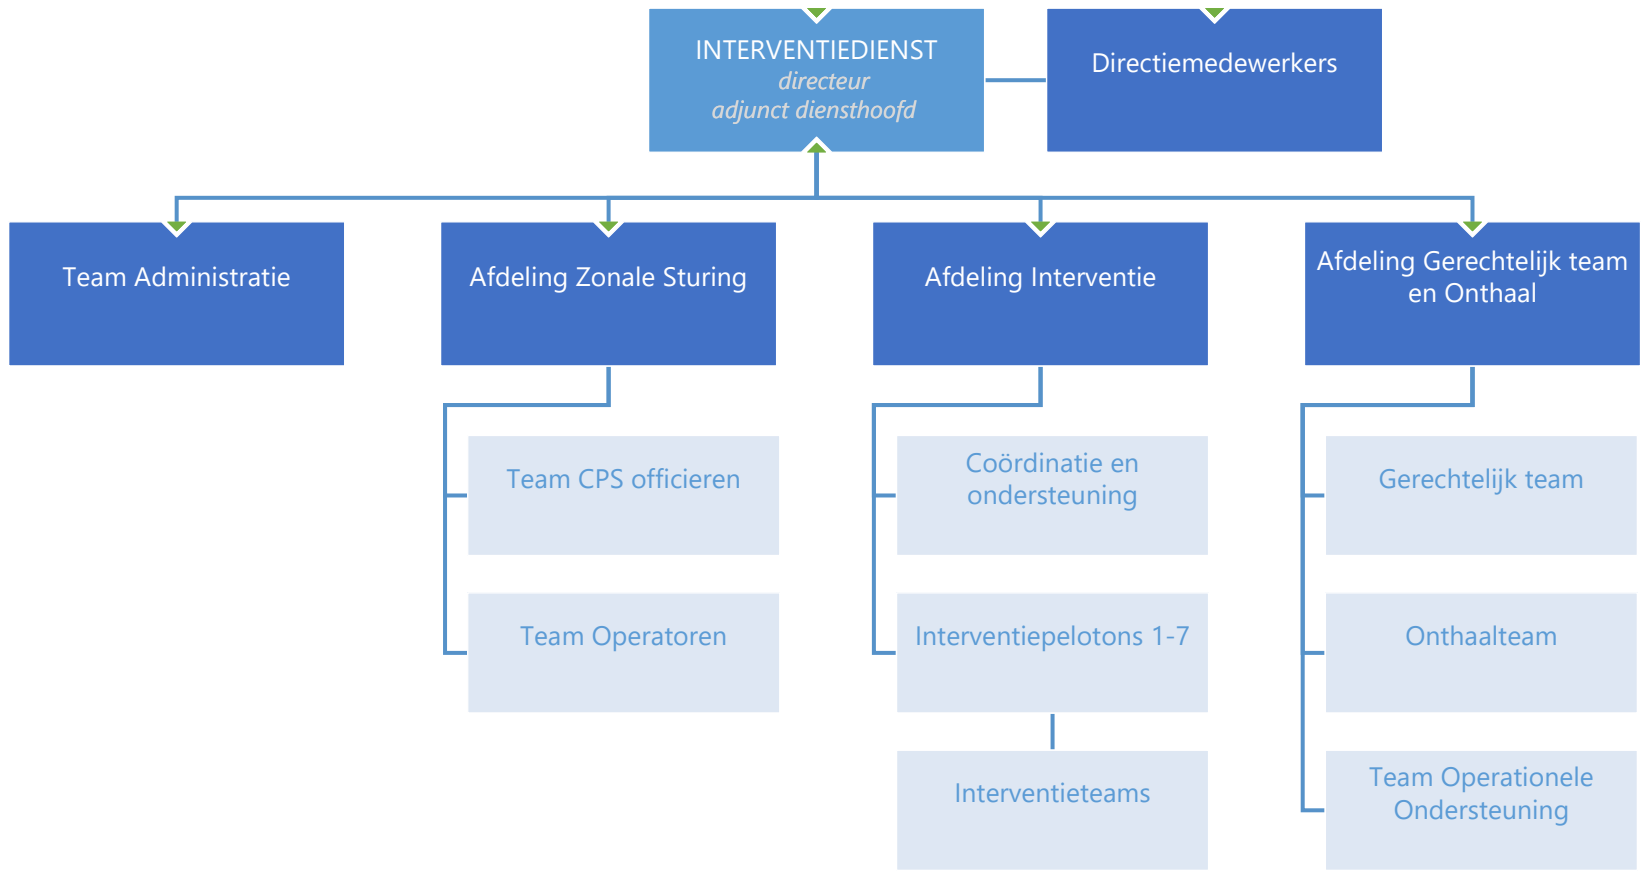 INTERVENTIEDIENST
directeur
adjunct diensthoofd
Directiemedewerkers
Team Administratie
Afdeling Zonale Sturing
Afdeling Interventie
Afdeling Gerechtelijk team
en Onthaal
Team CPS officieren
Coördinatie en
ondersteuning
Gerechtelijk team
Team Operatoren
Interventiepelotons 1-7
Onthaalteam
Interventieteams
Team Operationele
Ondersteuning